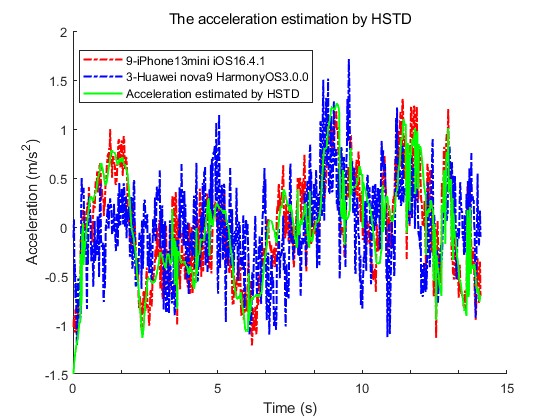 The acceleration estimation by HSTD
2
9-iPhone13mini iOS16.4.1
3-Huawei nova9 HarmonyOS3.0.0
Acceleration estimated by HSTD
1.5
1
0.5
0
-0.5
-1
-1.5
Acceleration (m/s²)
0
5
10
15
Time (s)